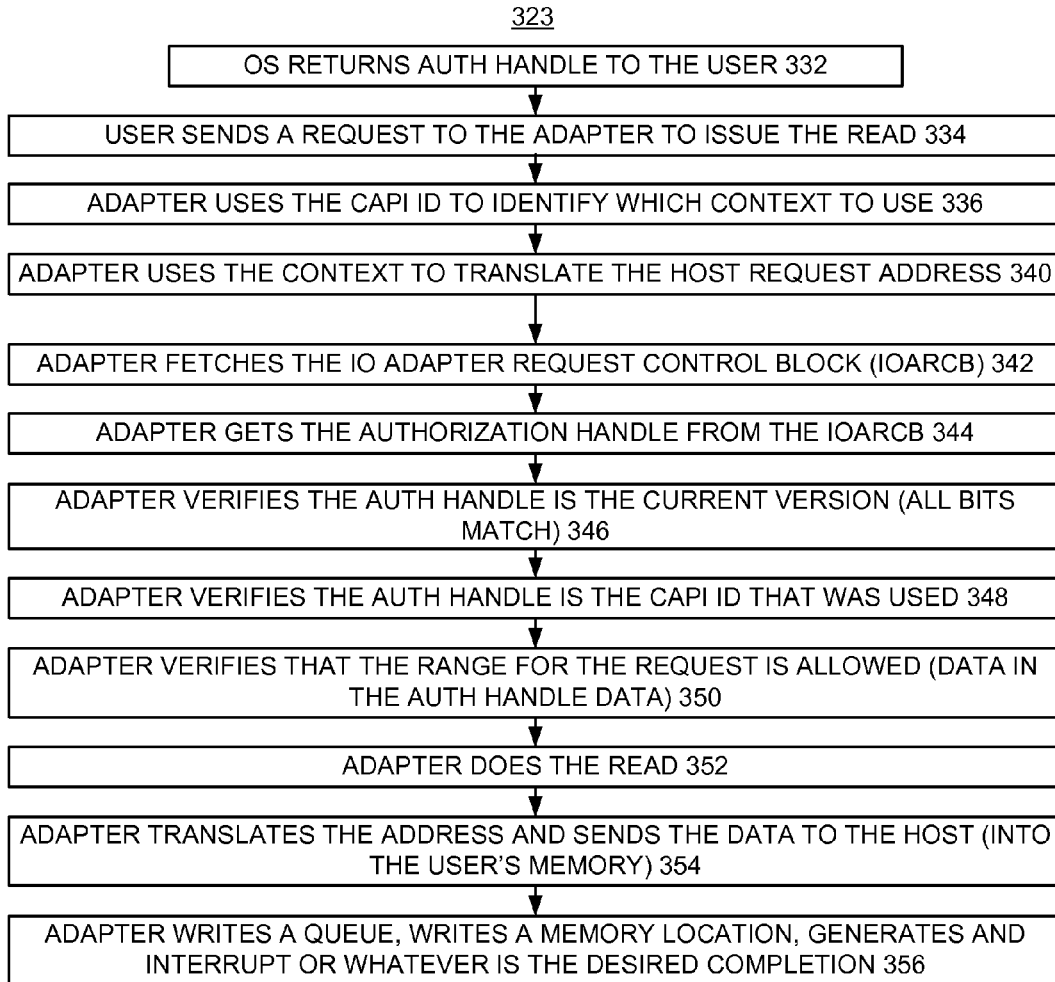 323
OS RETURNS AUTH HANDLE TO THE USER 332
USER SENDS A REQUEST TO THE ADAPTER TO ISSUE THE READ 334
ADAPTER USES THE CAPI ID TO IDENTIFY WHICH CONTEXT TO USE 336
ADAPTER USES THE CONTEXT TO TRANSLATE THE HOST REQUEST ADDRESS 340
ADAPTER FETCHES THE IO ADAPTER REQUEST CONTROL BLOCK (IOARCB) 342
ADAPTER GETS THE AUTHORIZATION HANDLE FROM THE IOARCB 344
ADAPTER VERIFIES THE AUTH HANDLE IS THE CURRENT VERSION (ALL BITS
MATCH) 346
ADAPTER VERIFIES THE AUTH HANDLE IS THE CAPI ID THAT WAS USED 348
ADAPTER VERIFIES THAT THE RANGE FOR THE REQUEST IS ALLOWED (DATA IN
THE AUTH HANDLE DATA) 350
ADAPTER DOES THE READ 352
ADAPTER TRANSLATES THE ADDRESS AND SENDS THE DATA TO THE HOST (INTO
THE USER'S MEMORY) 354
ADAPTER WRITES A QUEUE, WRITES A MEMORY LOCATION, GENERATES AND
INTERRUPT OR WHATEVER IS THE DESIRED COMPLETION 356